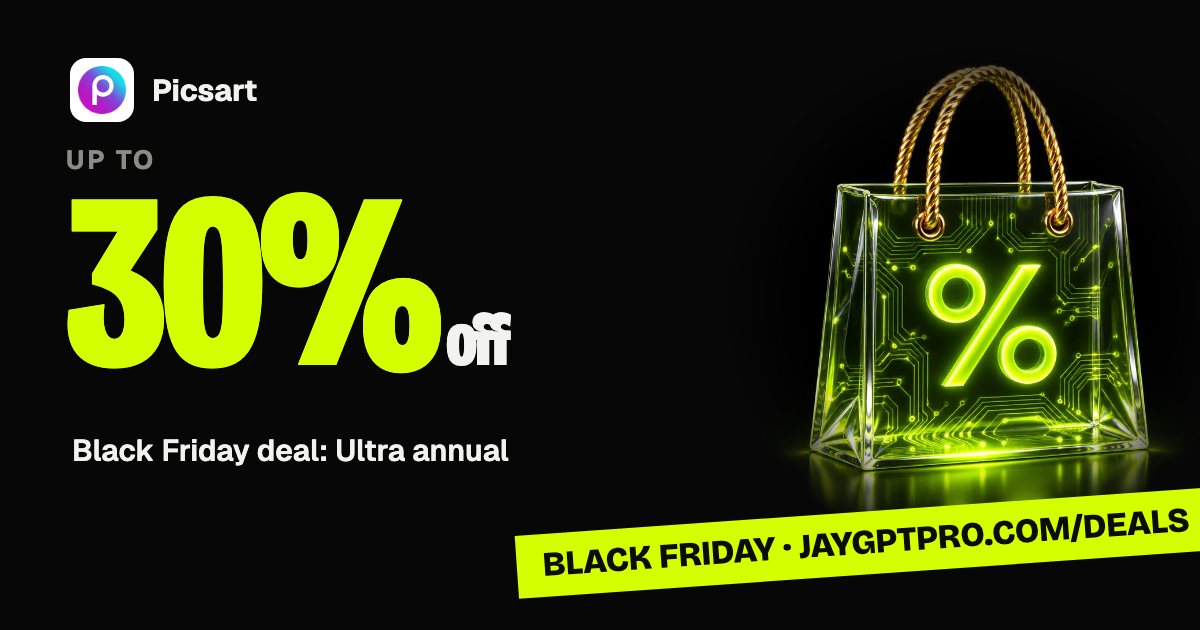 Picsart
UP TO
30% off
Black Friday deal: Ultra annual
%
BLACK FRIDAY · JAYGPTPRO.COM/DEALS